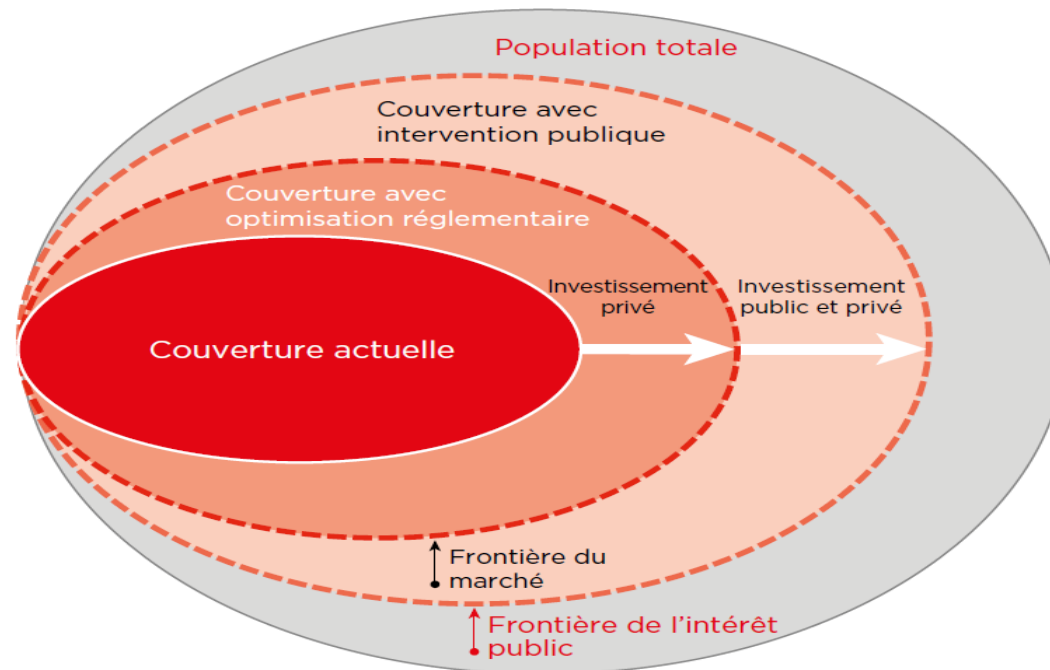 Population totale
Couverture avec
intervention publique
Couverture avec
optimisation réglementaire
Investissement
privé
Investissement
public et privé
Couverture actuelle
Frontière du
marché
Frontière de l'intérêt
public